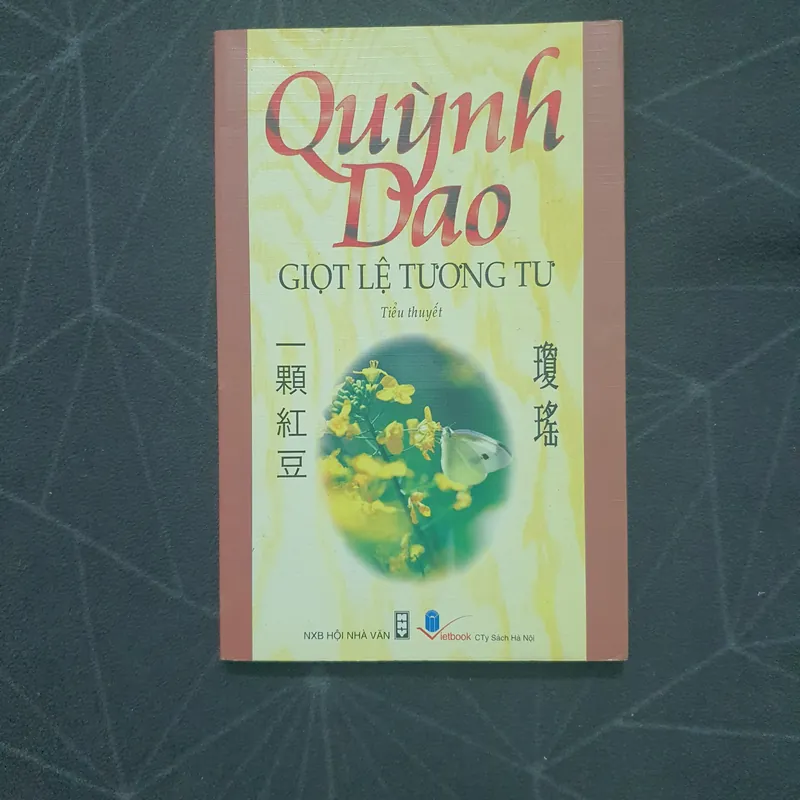 Quỳnh
Dao
GIỌT LỆ TƯƠNG TƯ
Tiểu thuyết
一顆紅豆
瓊瑤
NXB HỘI NHÀ VĂN
Vietbook CTy Sách Hà Nội